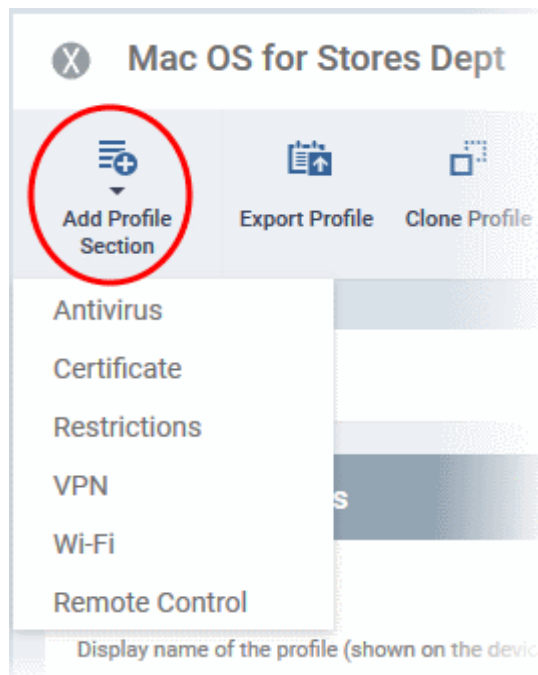 Mac OS for Stores Dept
Add Profile
Section
Export Profile
Clone Profile
Antivirus
Certificate
Restrictions
VPN
s
Wi-Fi
Remote Control
Display name of the profile (shown on the devic